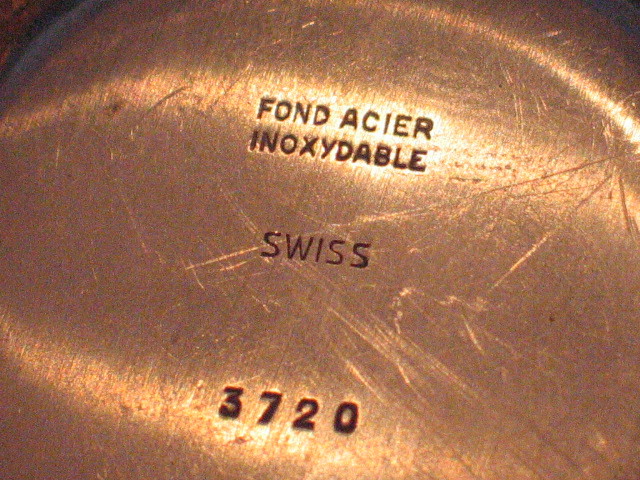 FOND ACIER
INOXYDABLE
SWISS
3720